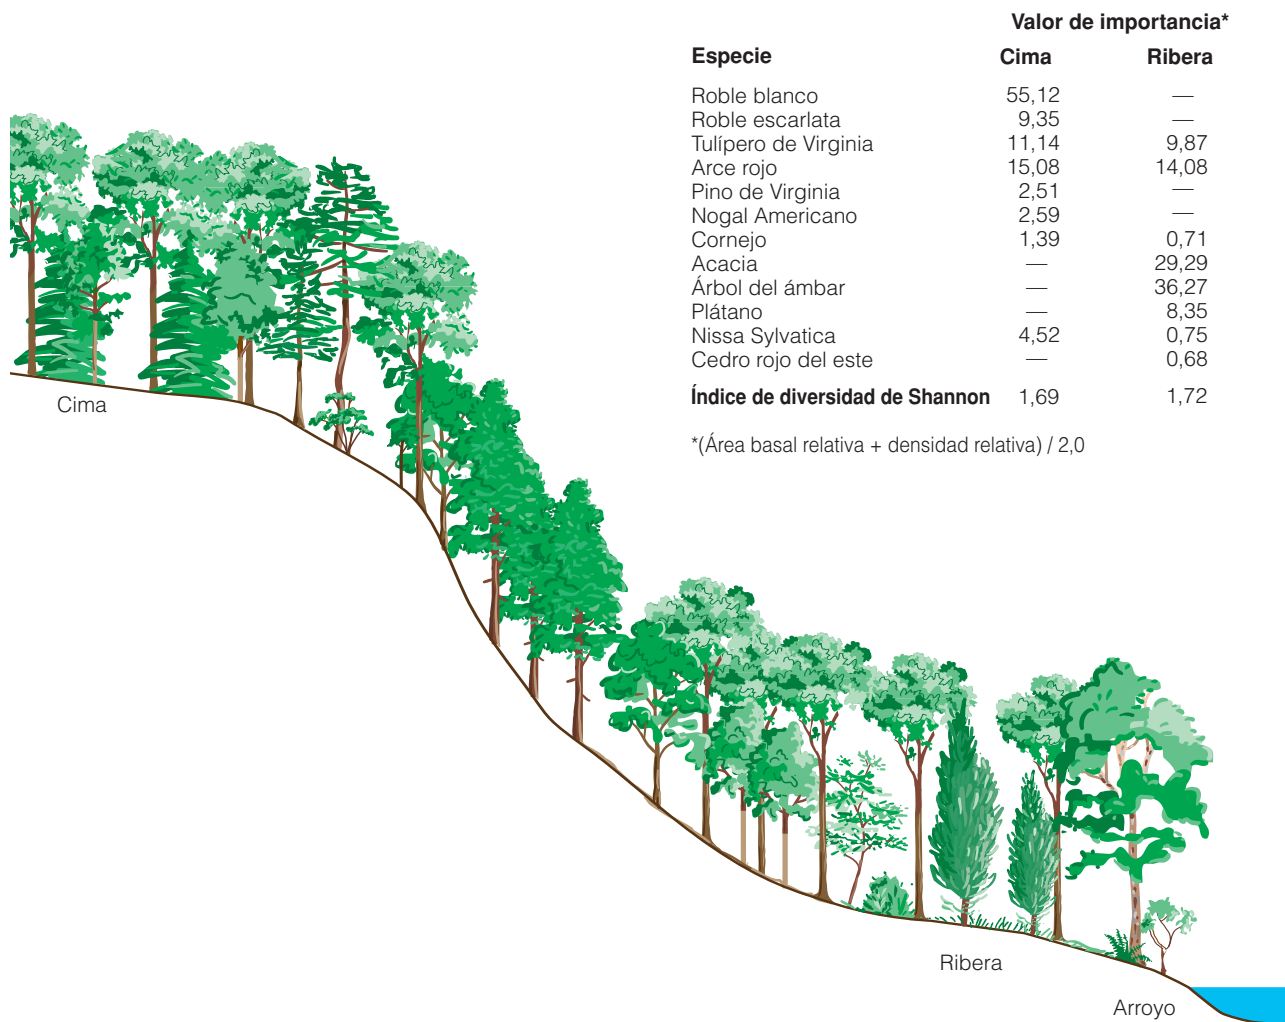 Valor de importancia*
Especie Cima Ribera
Roble blanco 55,12 —
Roble escarlata 9,35 —
Tulípero de Virginia 11,14 9,87
Arce rojo 15,08 14,08
Pino de Virginia 2,51 —
Nogal Americano 2,59 —
Cornejo 1,39 0,71
Acacia — 29,29
Árbol del ámbar — 36,27
Plátano — 8,35
Nissa Sylvatica 4,52 0,75
Cedro rojo del este — 0,68
Índice de diversidad de Shannon 1,69 1,72
*(Área basal relativa + densidad relativa) / 2,0
Cima
Ribera
Arroyo